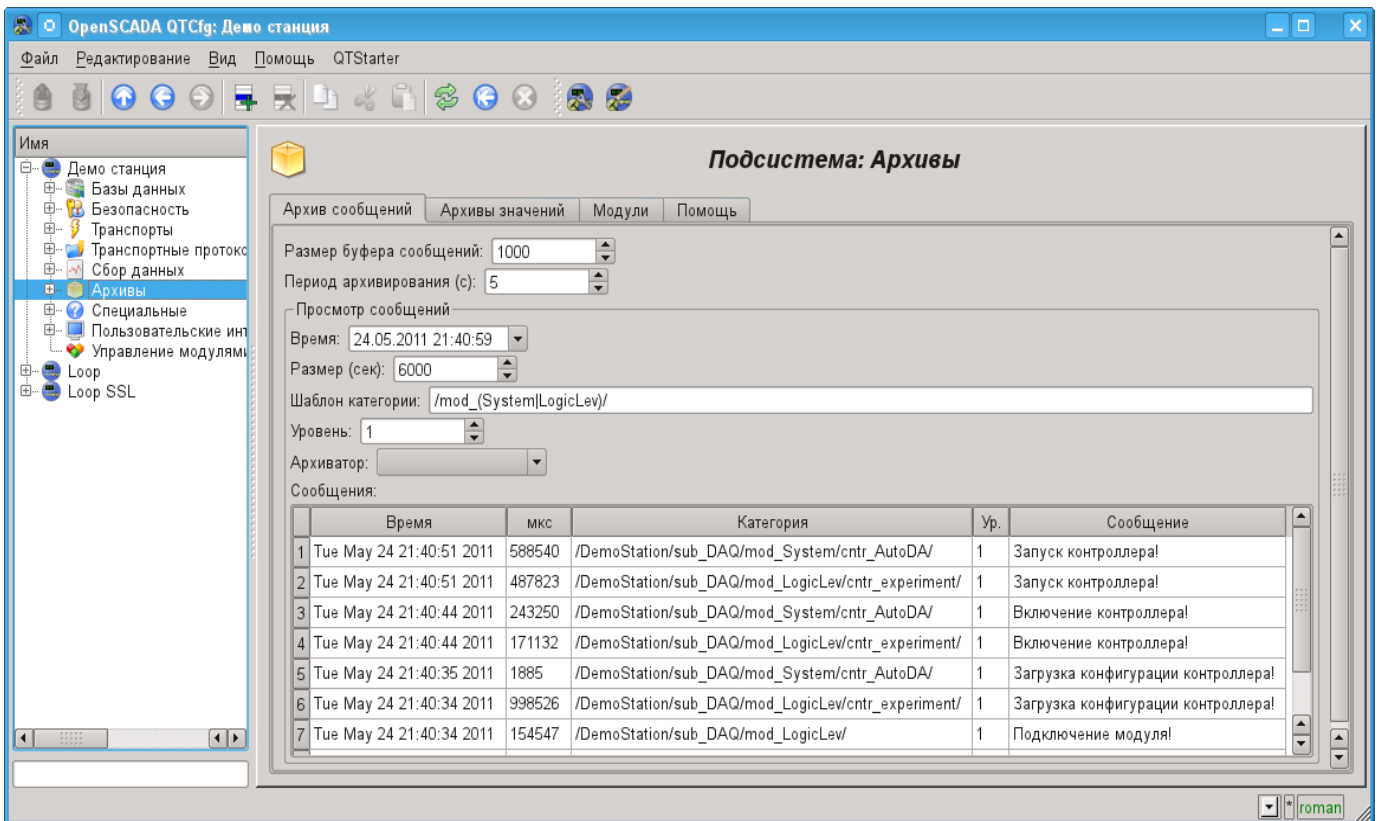 OpenSCADA QTCfg: Демо станция
Файл Редактирование Вид Помощь QTStarter
Имя
Демо станция
Базы данных
Безопасность
Транспорты
Транспортные протоко
Сбор данных
Архивы
Специальные
Пользовательские инт
Управление модулями
Loop
Loop SSL
Подсистема: Архивы
Архив сообщений Архивы значений Модули Помощь
Размер буфера сообщений: 1000
Период архивирования (с): 5
Просмотр сообщений
Время: 24.05.2011 21:40:59
Размер (сек): 6000
Шаблон категории: /mod_(System|LogicLev)/
Уровень: 1
Архиватор:
Сообщения:
Время мкс Категория Ур. Сообщение
1 Tue May 24 21:40:51 2011 588540 /DemoStation/sub_DAQ/mod_System/cntr_AutoDA/ 1 Запуск контроллера!
2 Tue May 24 21:40:51 2011 487823 /DemoStation/sub_DAQ/mod_LogicLev/cntr_experiment/ 1 Запуск контроллера!
3 Tue May 24 21:40:44 2011 243250 /DemoStation/sub_DAQ/mod_System/cntr_AutoDA/ 1 Включение контроллера!
4 Tue May 24 21:40:44 2011 171132 /DemoStation/sub_DAQ/mod_LogicLev/cntr_experiment/ 1 Включение контроллера!
5 Tue May 24 21:40:35 2011 1885 /DemoStation/sub_DAQ/mod_System/cntr_AutoDA/ 1 Загрузка конфигурации контроллера!
6 Tue May 24 21:40:34 2011 998526 /DemoStation/sub_DAQ/mod_LogicLev/cntr_experiment/ 1 Загрузка конфигурации контроллера!
7 Tue May 24 21:40:34 2011 154547 /DemoStation/sub_DAQ/mod_LogicLev/ 1 Подключение модуля!
* roman